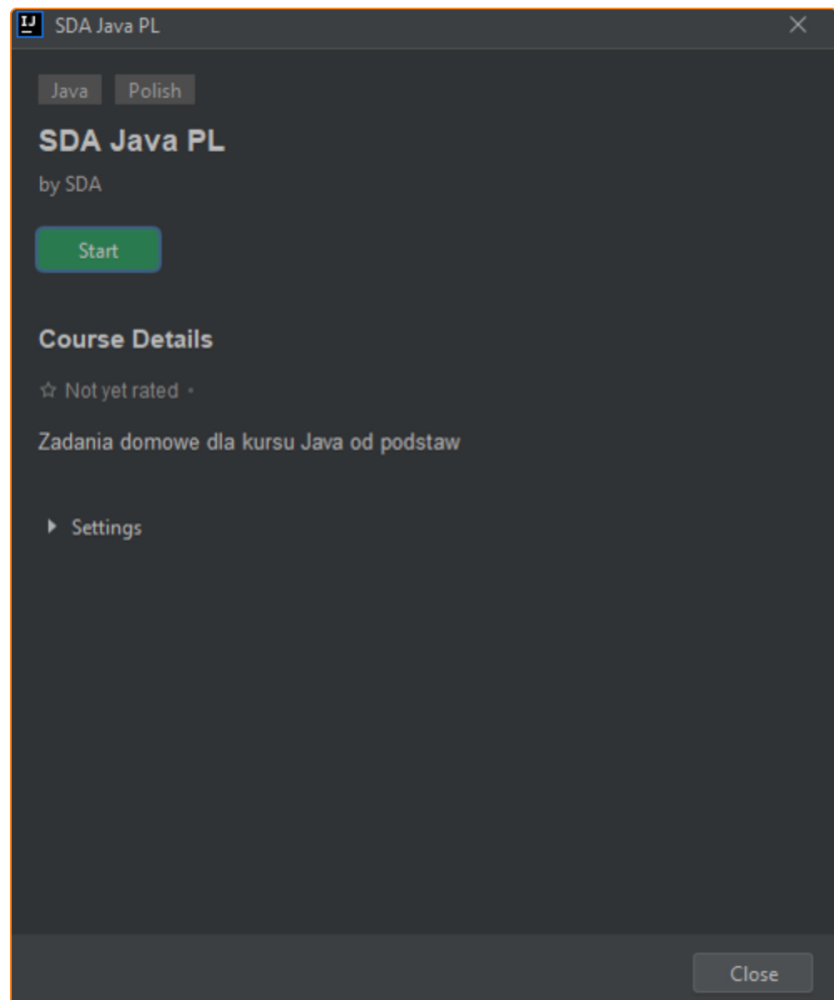 IJ
SDA Java PL
Java Polish
SDA Java PL
by SDA
Start
Course Details
Not yet rated
Zadania domowe dla kursu Java od podstaw
Settings
Close